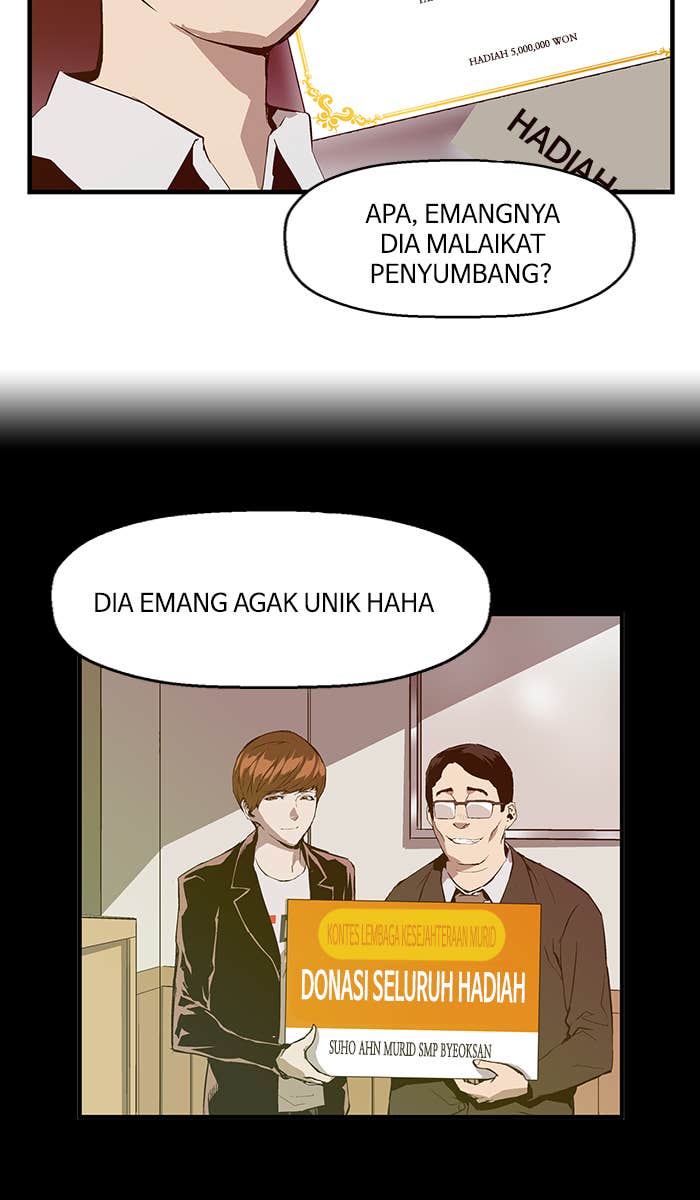 HADIAH 5,000,000 WON
HADIAH
APA, EMANGNYA
DIA MALAIKAT
PENYUMBANG?
DIA EMANG AGAK UNIK HAHA
KONTES LEMBAGA KESEJAHTERAAN MURID
DONASI SELURUH HADIAH
SUHO AHN MURID SMP BYEOKSAN